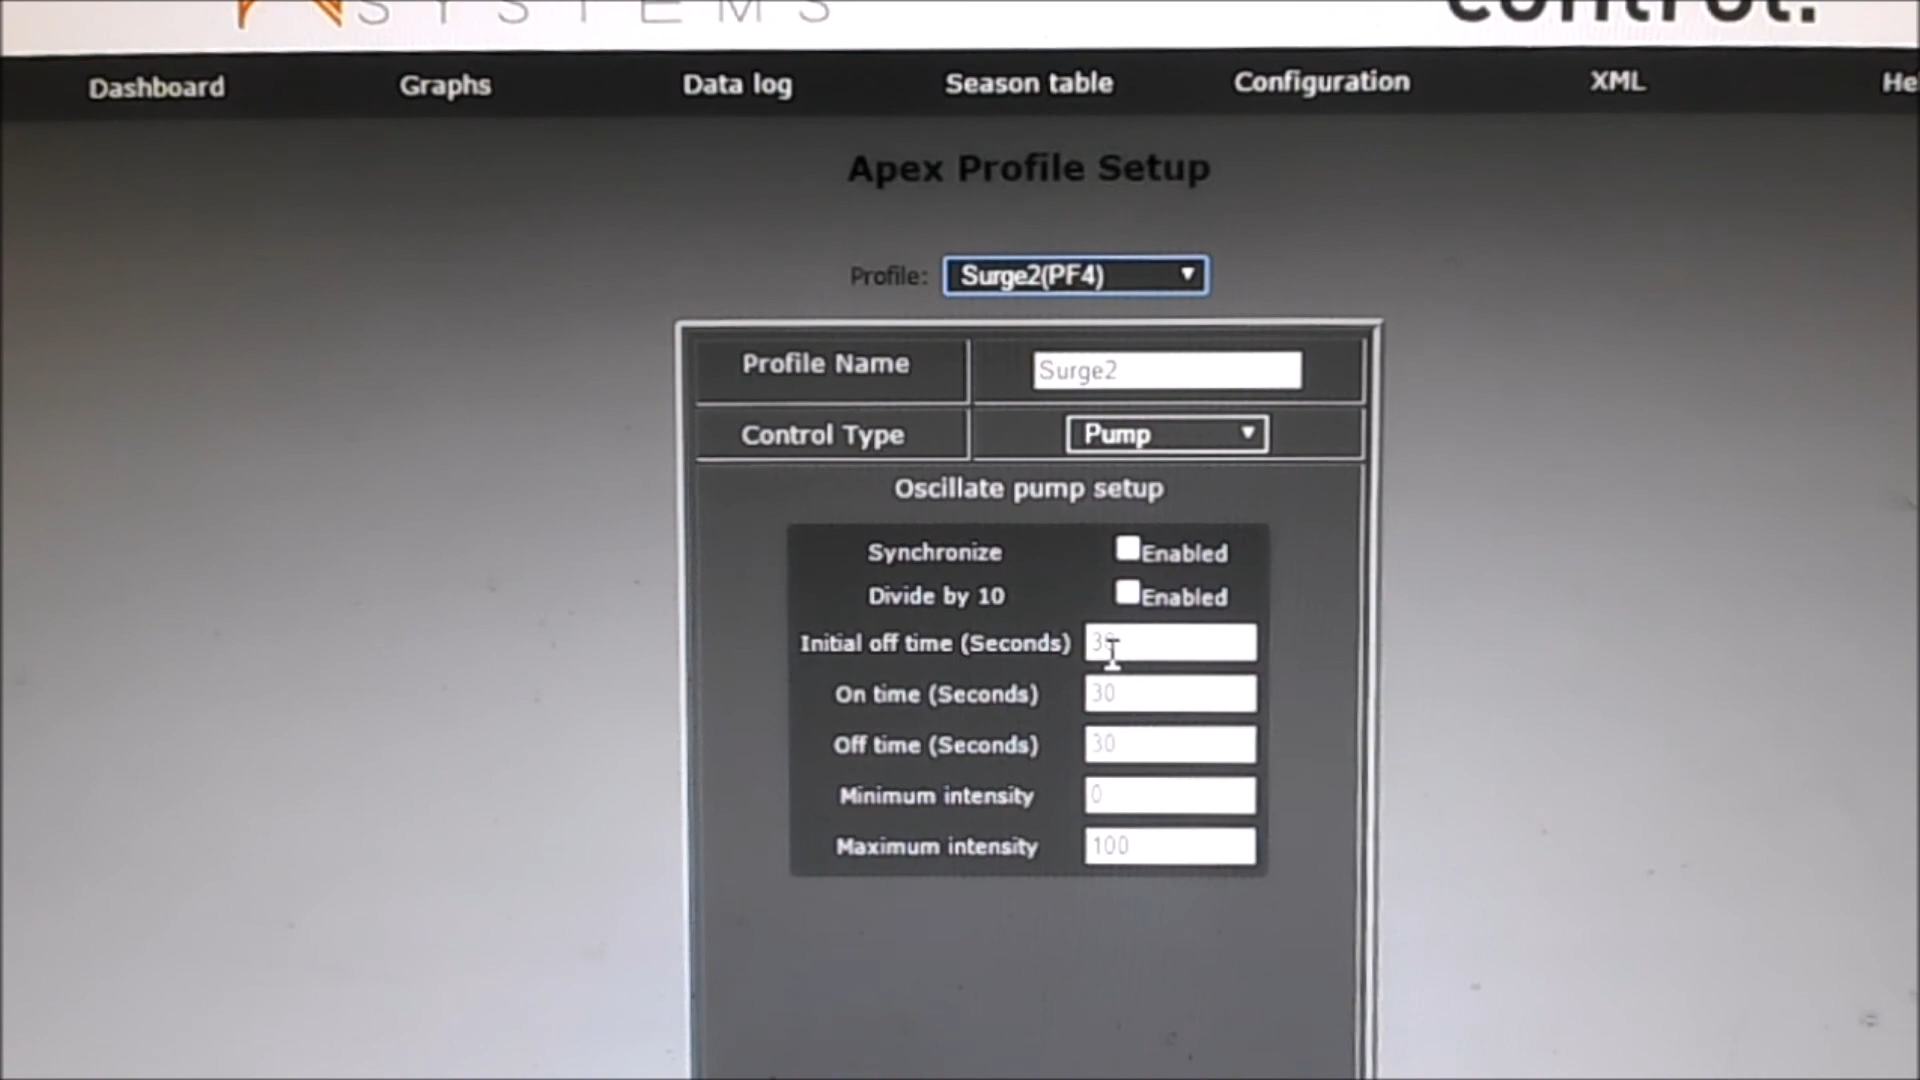 SYSTEMS
control.
Dashboard Graphs Data log Season table Configuration XML
Apex Profile Setup
Profile: Surge2(PF4)
Profile Name Surge2
Control Type Pump
Oscillate pump setup
Synchronize Enabled
Divide by 10 Enabled
Initial off time (Seconds)
On time (Seconds) 30
Off time (Seconds) 30
Minimum intensity 0
Maximum intensity 100